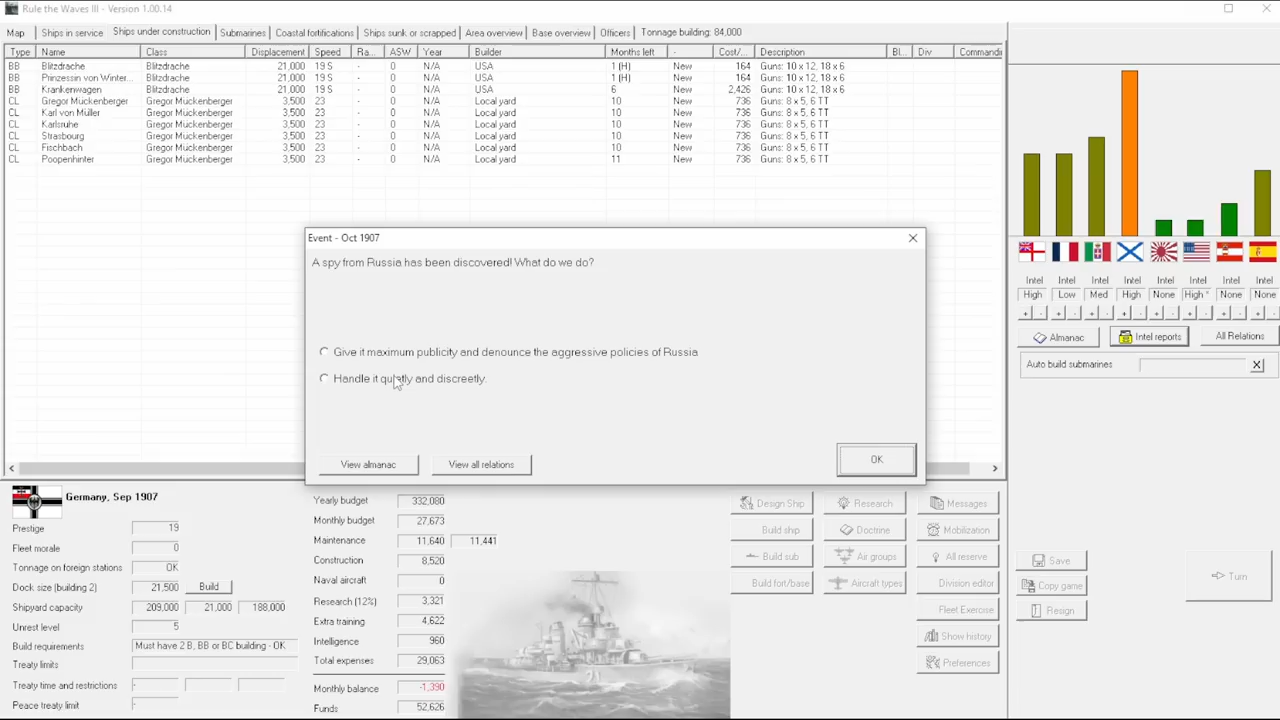 Rule the Waves III - Version 1.00.14
Map Ships in service Ships under construction Submarines Coastal fortifications Ships sunk or scrapped Area overview Base overview Officers Tonnage building: 84,000
Type Name Class Displacement Speed Ra... ASW Year Builder Months left - Cost/... Description Bl... Div Commandi
BB Blitzdrache Blitzdrache 21,000 19 S - 0 N/A USA 1 (H) New 164 Guns: 10 x 12, 18 x 6
BB Prinzessin von Winter... Blitzdrache 21,000 19 S - 0 N/A USA 1 (H) New 164 Guns: 10 x 12, 18 x 6
BB Krankenwagen Blitzdrache 21,000 19 S - 0 N/A USA 6 New 2,426 Guns: 10 x 12, 18 x 6
CL Gregor Mückenberger Gregor Mückenberger 3,500 23 - 0 N/A Local yard 10 New 736 Guns: 8 x 5, 6 TT
CL Karl von Müller Gregor Mückenberger 3,500 23 - 0 N/A Local yard 10 New 736 Guns: 8 x 5, 6 TT
CL Karlsruhe Gregor Mückenberger 3,500 23 - 0 N/A Local yard 10 New 736 Guns: 8 x 5, 6 TT
CL Strasbourg Gregor Mückenberger 3,500 23 - 0 N/A Local yard 10 New 736 Guns: 8 x 5, 6 TT
CL Fischbach Gregor Mückenberger 3,500 23 - 0 N/A Local yard 10 New 736 Guns: 8 x 5, 6 TT
CL Poopenhinter Gregor Mückenberger 3,500 23 - 0 N/A Local yard 11 New 736 Guns: 8 x 5, 6 TT
Event - Oct 1907
A spy from Russia has been discovered! What do we do?
Give it maximum publicity and denounce the aggressive policies of Russia
Handle it quietly and discreetly.
View almanac View all relations OK
Intel Intel Intel Intel Intel Intel Intel Intel
High Low Med High None High * None None
+ - + - + - + - + - + - + - + -
Almanac Intel reports All Relations
Auto build submarines X
Germany, Sep 1907
Prestige 19
Fleet morale 0
Tonnage on foreign stations OK
Dock size (building 2) 21,500 Build
Shipyard capacity 209,000 21,000 188,000
Unrest level 5
Build requirements Must have 2 B, BB or BC building - OK
Treaty limits
Treaty time and restrictions -
Peace treaty limit -
Yearly budget 332,080
Monthly budget 27,673
Maintenance 11,640 11,441
Construction 8,520
Naval aircraft 0
Research (12%) 3,321
Extra training 4,622
Intelligence 960
Total expenses 29,063
Monthly balance -1,390
Funds 52,626
Design Ship Research Messages
Build ship Doctrine Mobilization
Build sub Air groups All reserve
Build fort/base Aircraft types Division editor
Fleet Exercise
Show history
Preferences
Save
Copy game
Resign
Turn